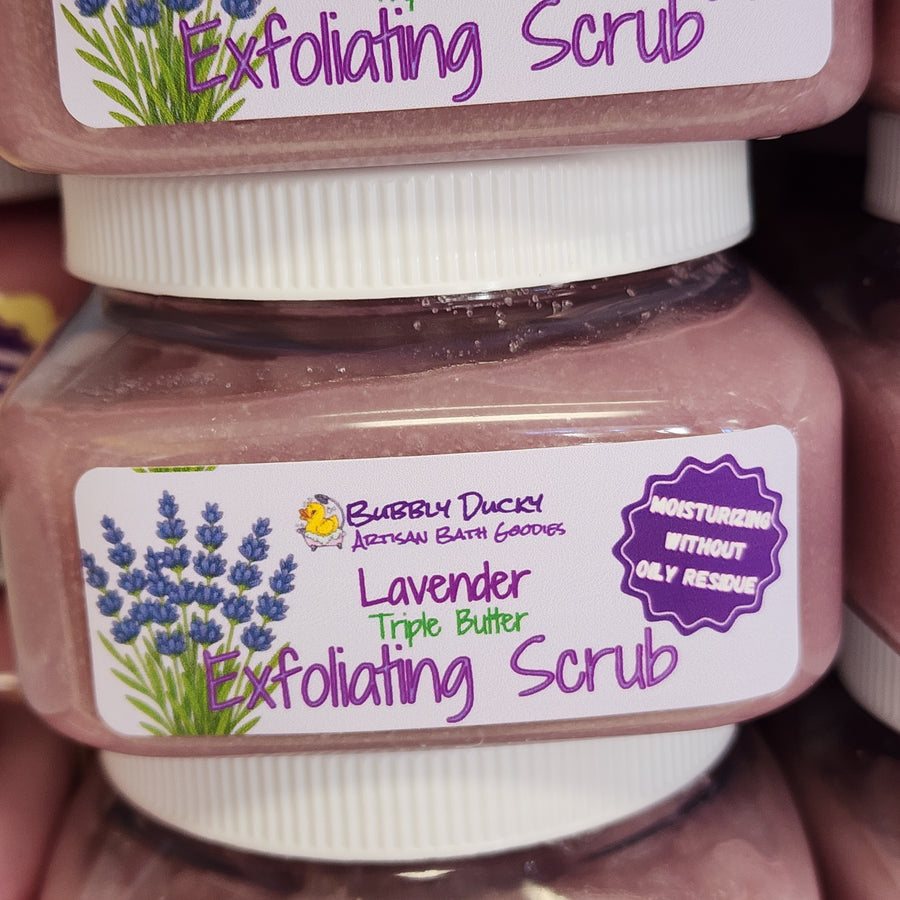 Exfoliating Scrub
BUBBLY DUCKY
ARTISAN BATH GOODIES
Lavender
Triple Butter
Exfoliating Scrub
MOISTURIZING
WITHOUT
OILY RESIDUE